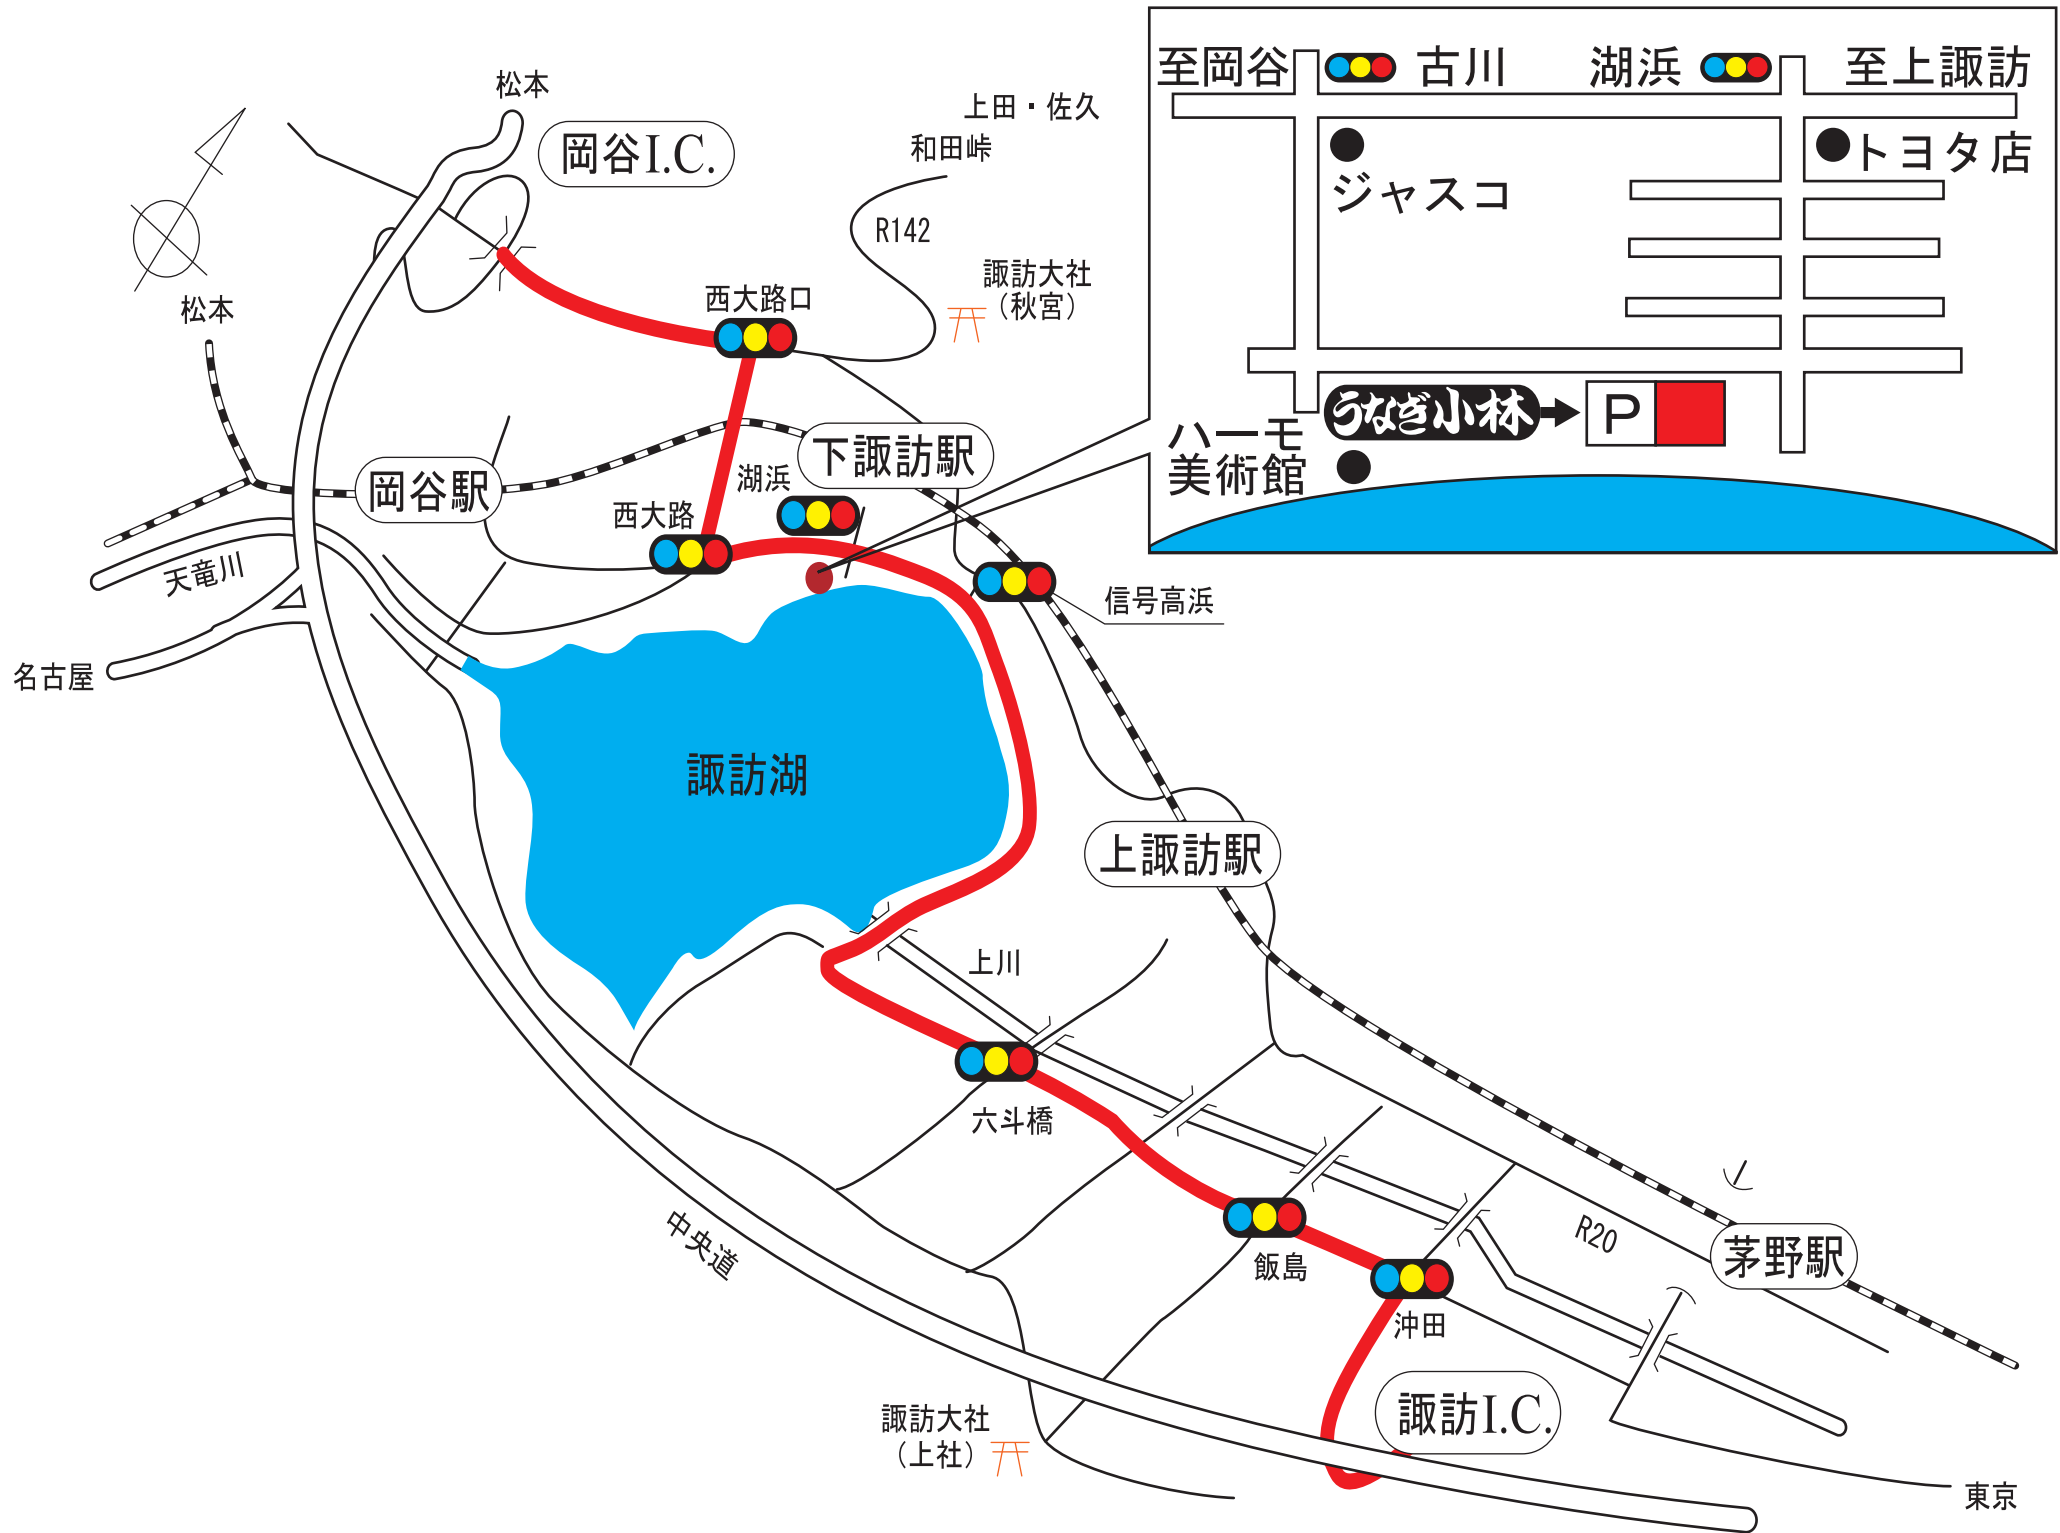 松本
岡谷I.C.
上田・佐久
和田峠
R142
諏訪大社
(秋宮)
西大路口
松本
下諏訪駅
岡谷駅
湖浜
西大路
天竜川
信号高浜
名古屋
諏訪湖
上諏訪駅
上川
六斗橋
中央道
飯島
R20
茅野駅
沖田
諏訪I.C.
諏訪大社
(上社)
東京
至岡谷
古川
湖浜
至上諏訪
ジャスコ
トヨタ店
うなぎ小林
P
ハーモ
美術館